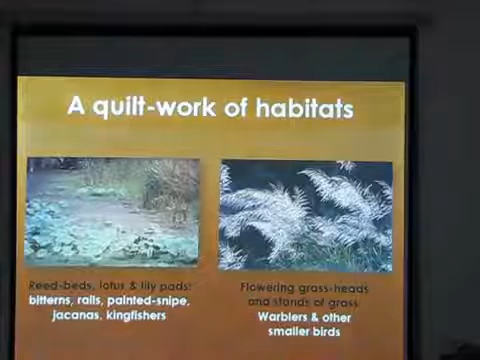 A quilt-work of habitats
Reed-beds, lotus & lily pads:
bitterns, rails, painted-snipe,
jacanas, kingfishers
Flowering grass-heads
and stands of grass
Warblers & other
smaller birds